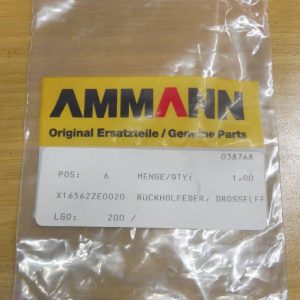 AMMANN
Original Ersatzteile / Genuine Parts
038768
POS: 6 MENGE/QTY: 1,00
X16562ZE0020 RÜCKHOLFEDER, DROSSELFF
LGO: 200 /